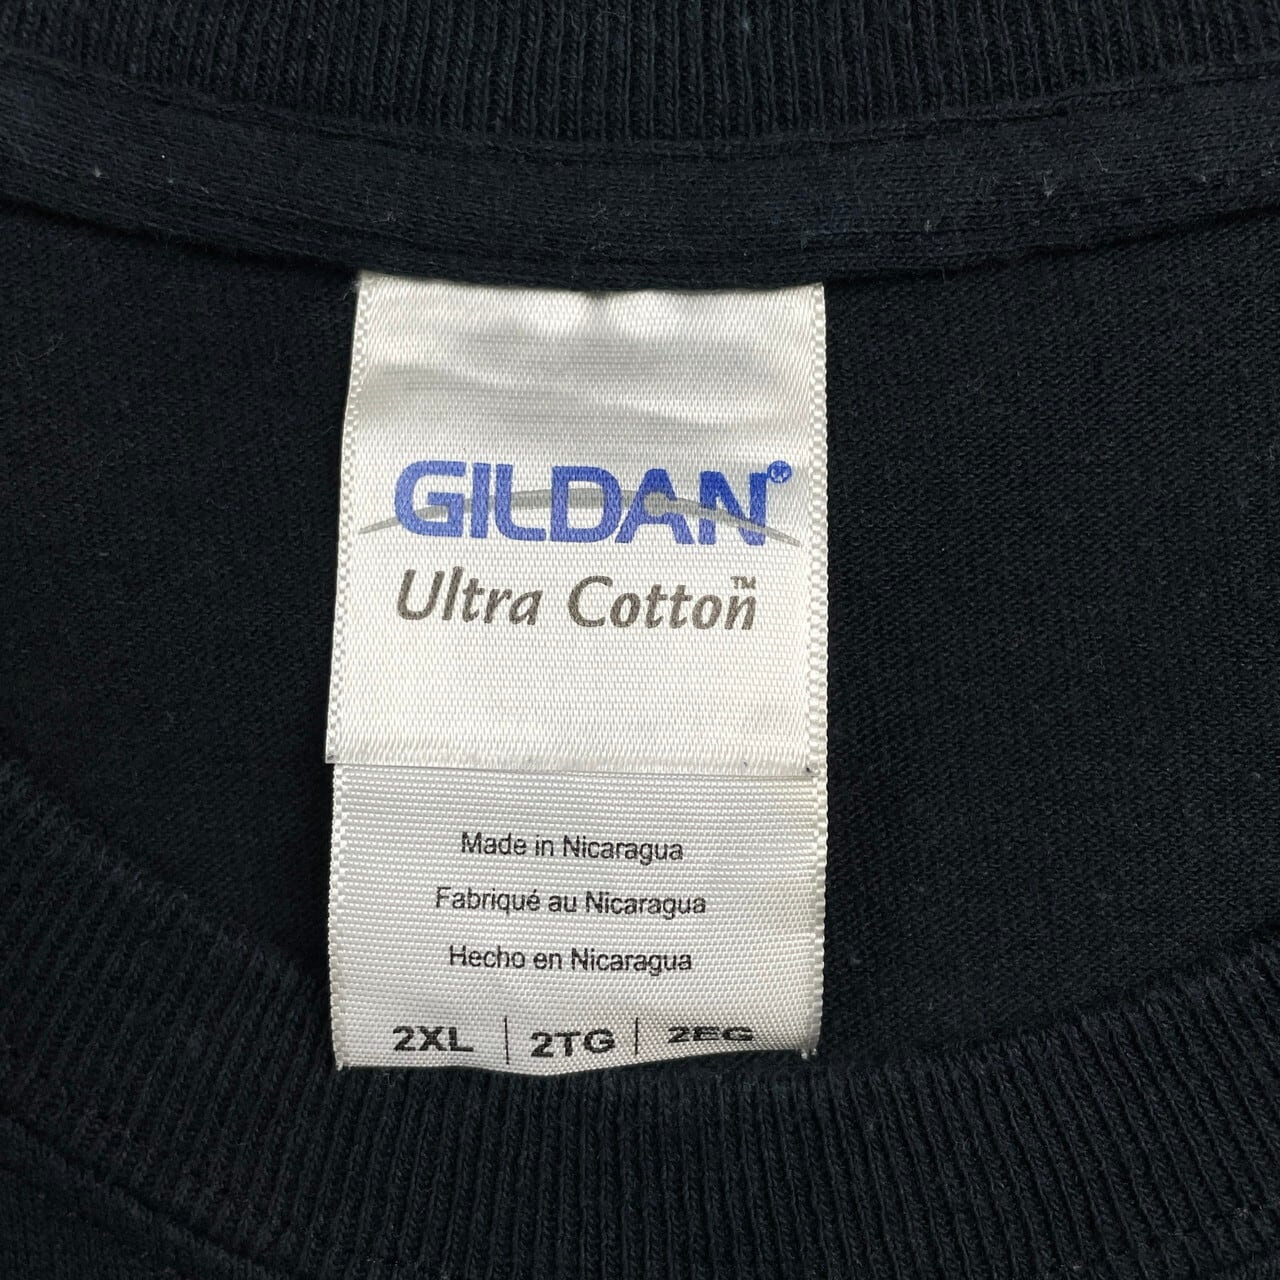 GILDAN®
Ultra Cotton™
Made in Nicaragua
Fabriqué au Nicaragua
Hecho en Nicaragua
2XL | 2TG | 2EG